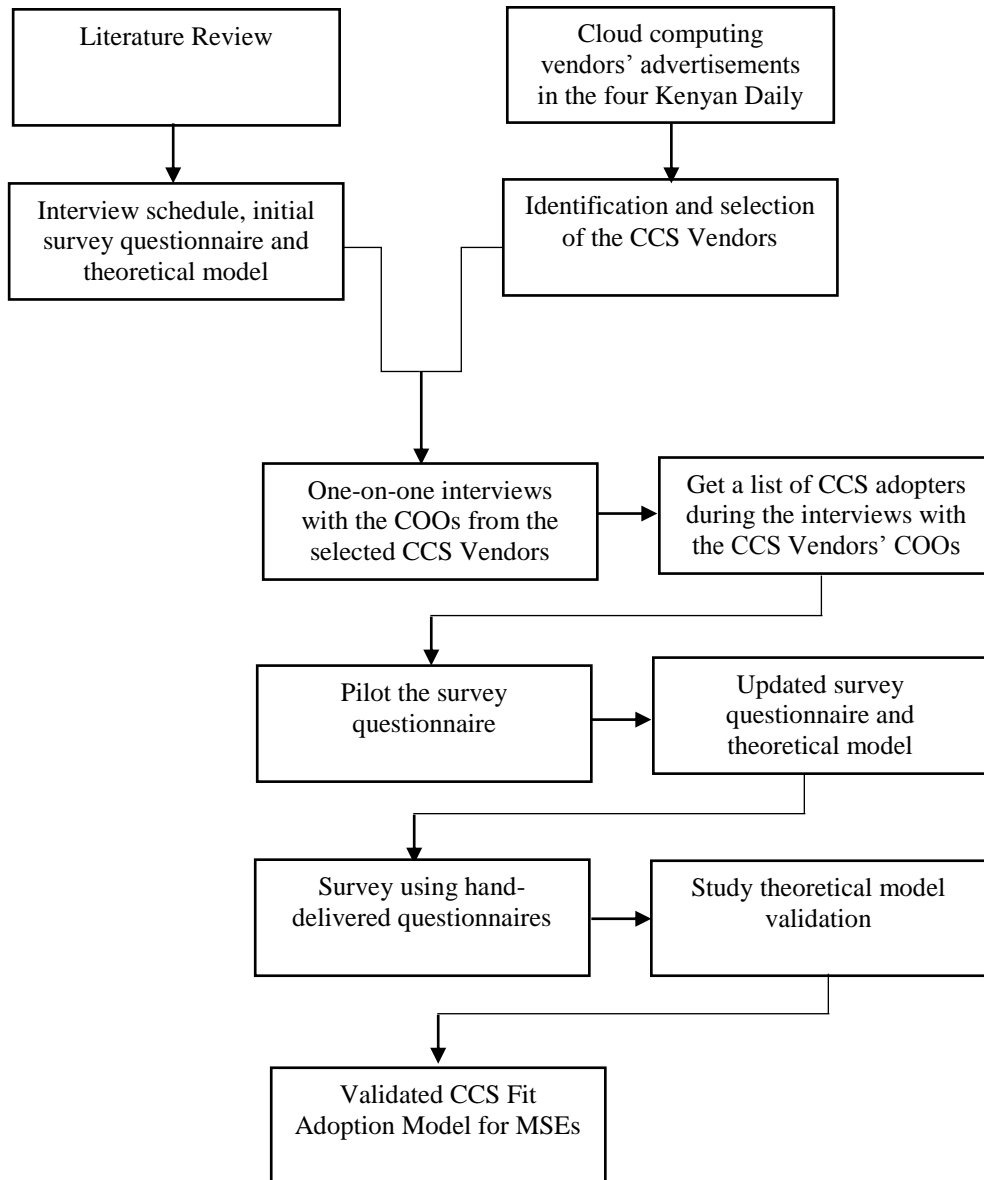 Literature Review
Cloud computing
vendors’ advertisements
in the four Kenyan Daily
Interview schedule, initial
survey questionnaire and
theoretical model
Identification and selection
of the CCS Vendors
One-on-one interviews
with the COOs from the
selected CCS Vendors
Get a list of CCS adopters
during the interviews with
the CCS Vendors’ COOs
Pilot the survey
questionnaire
Updated survey
questionnaire and
theoretical model
Survey using hand-
delivered questionnaires
Study theoretical model
validation
Validated CCS Fit
Adoption Model for MSEs